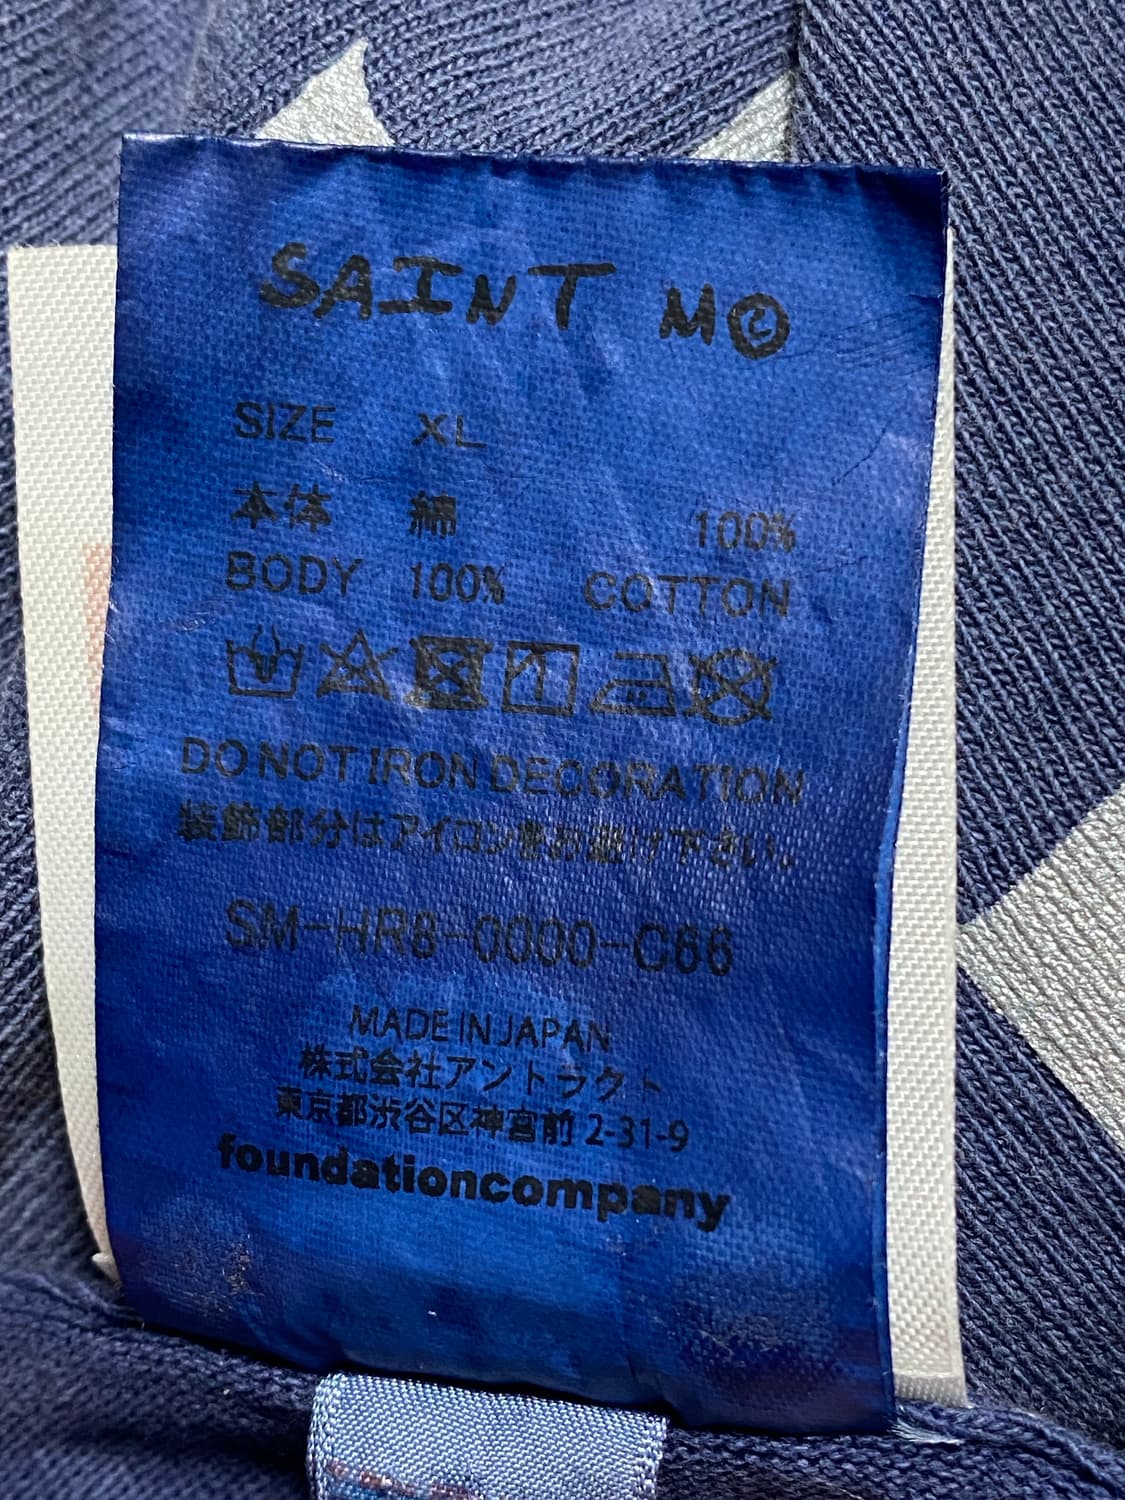 SAINT M©
SIZE XL
本体 綿 100%
BODY 100% COTTON
DO NOT IRON DECORATION
装飾部分はアイロンをお避け下さい。
SM-HR8-0000-C66
MADE IN JAPAN
株式会社アントラクト
東京都渋谷区神宮前 2-31-9
foundationcompany